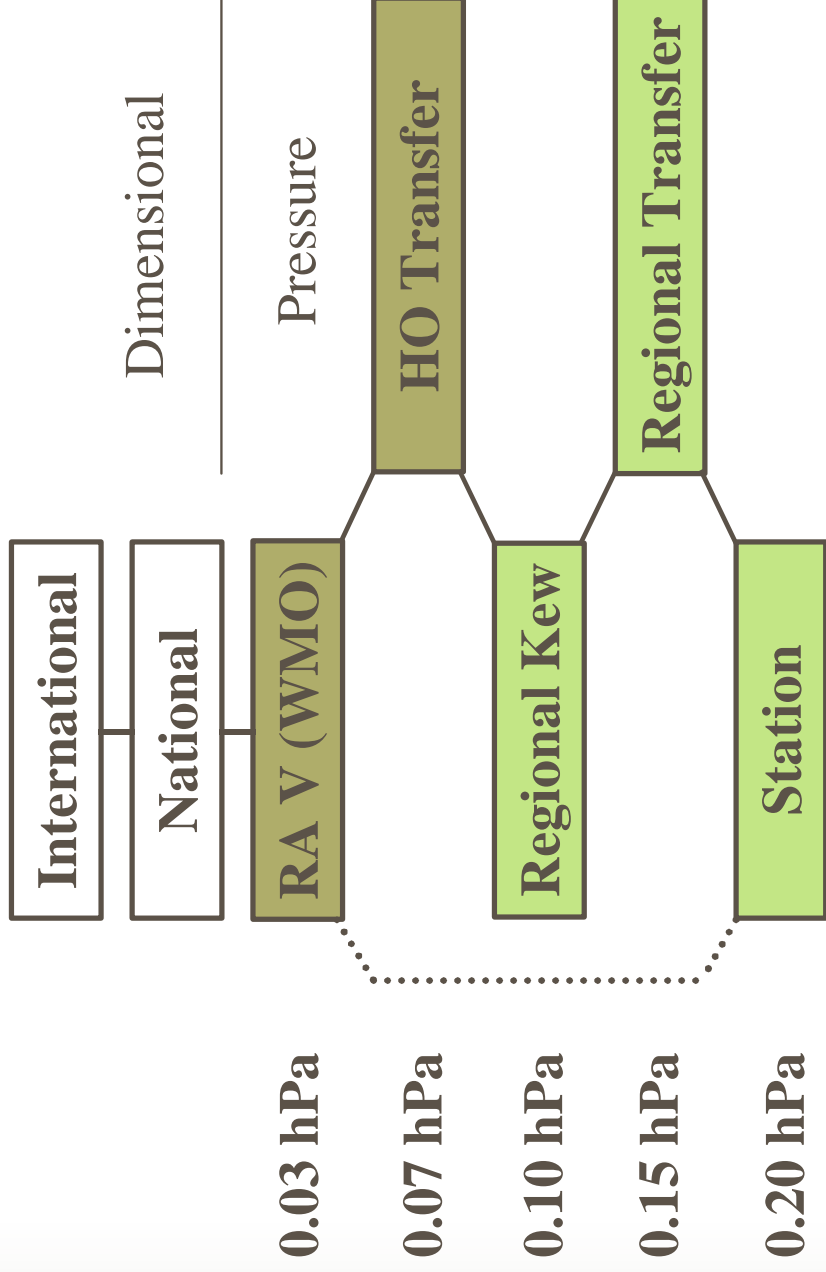 International
Dimensional
National
0.03 hPa
RA V (WMO)
Pressure
0.07 hPa
HO Transfer
0.10 hPa
Regional Kew
0.15 hPa
Regional Transfer
0.20 hPa
Station